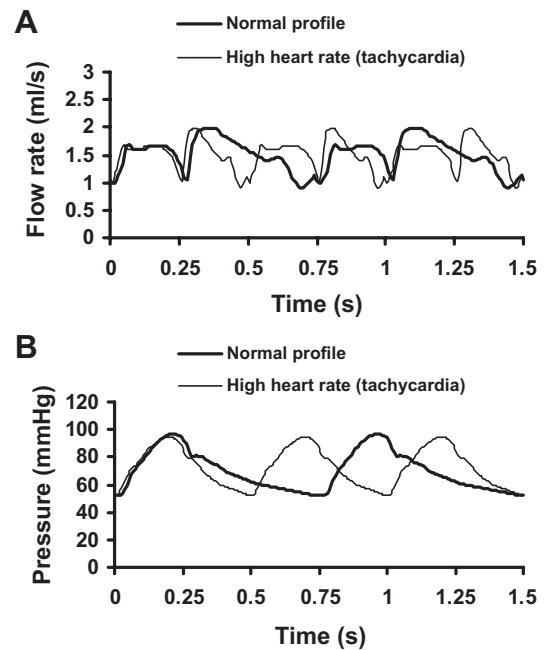 A
Normal profile
High heart rate (tachycardia)
Flow rate (ml/s)
3
2.5
2
1.5
1
0.5
0
0 0.25 0.5 0.75 1 1.25 1.5
Time (s)
B
Normal profile
High heart rate (tachycardia)
Pressure (mmHg)
120
100
80
60
40
20
0
0 0.25 0.5 0.75 1 1.25 1.5
Time (s)